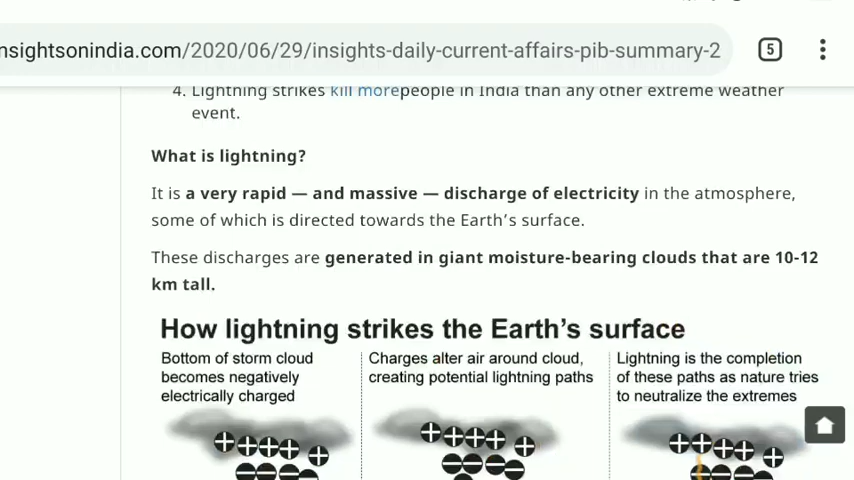 nsightsonindia.com/2020/06/29/insights-daily-current-affairs-pib-summary-2
5
4. Lightning strikes kill morepeople in India than any other extreme weather
event.
What is lightning?
It is a very rapid — and massive — discharge of electricity in the atmosphere,
some of which is directed towards the Earth's surface.
These discharges are generated in giant moisture-bearing clouds that are 10-12
km tall.
How lightning strikes the Earth's surface
Bottom of storm cloud
becomes negatively
electrically charged
Charges alter air around cloud,
creating potential lightning paths
Lightning is the completion
of these paths as nature tries
to neutralize the extremes